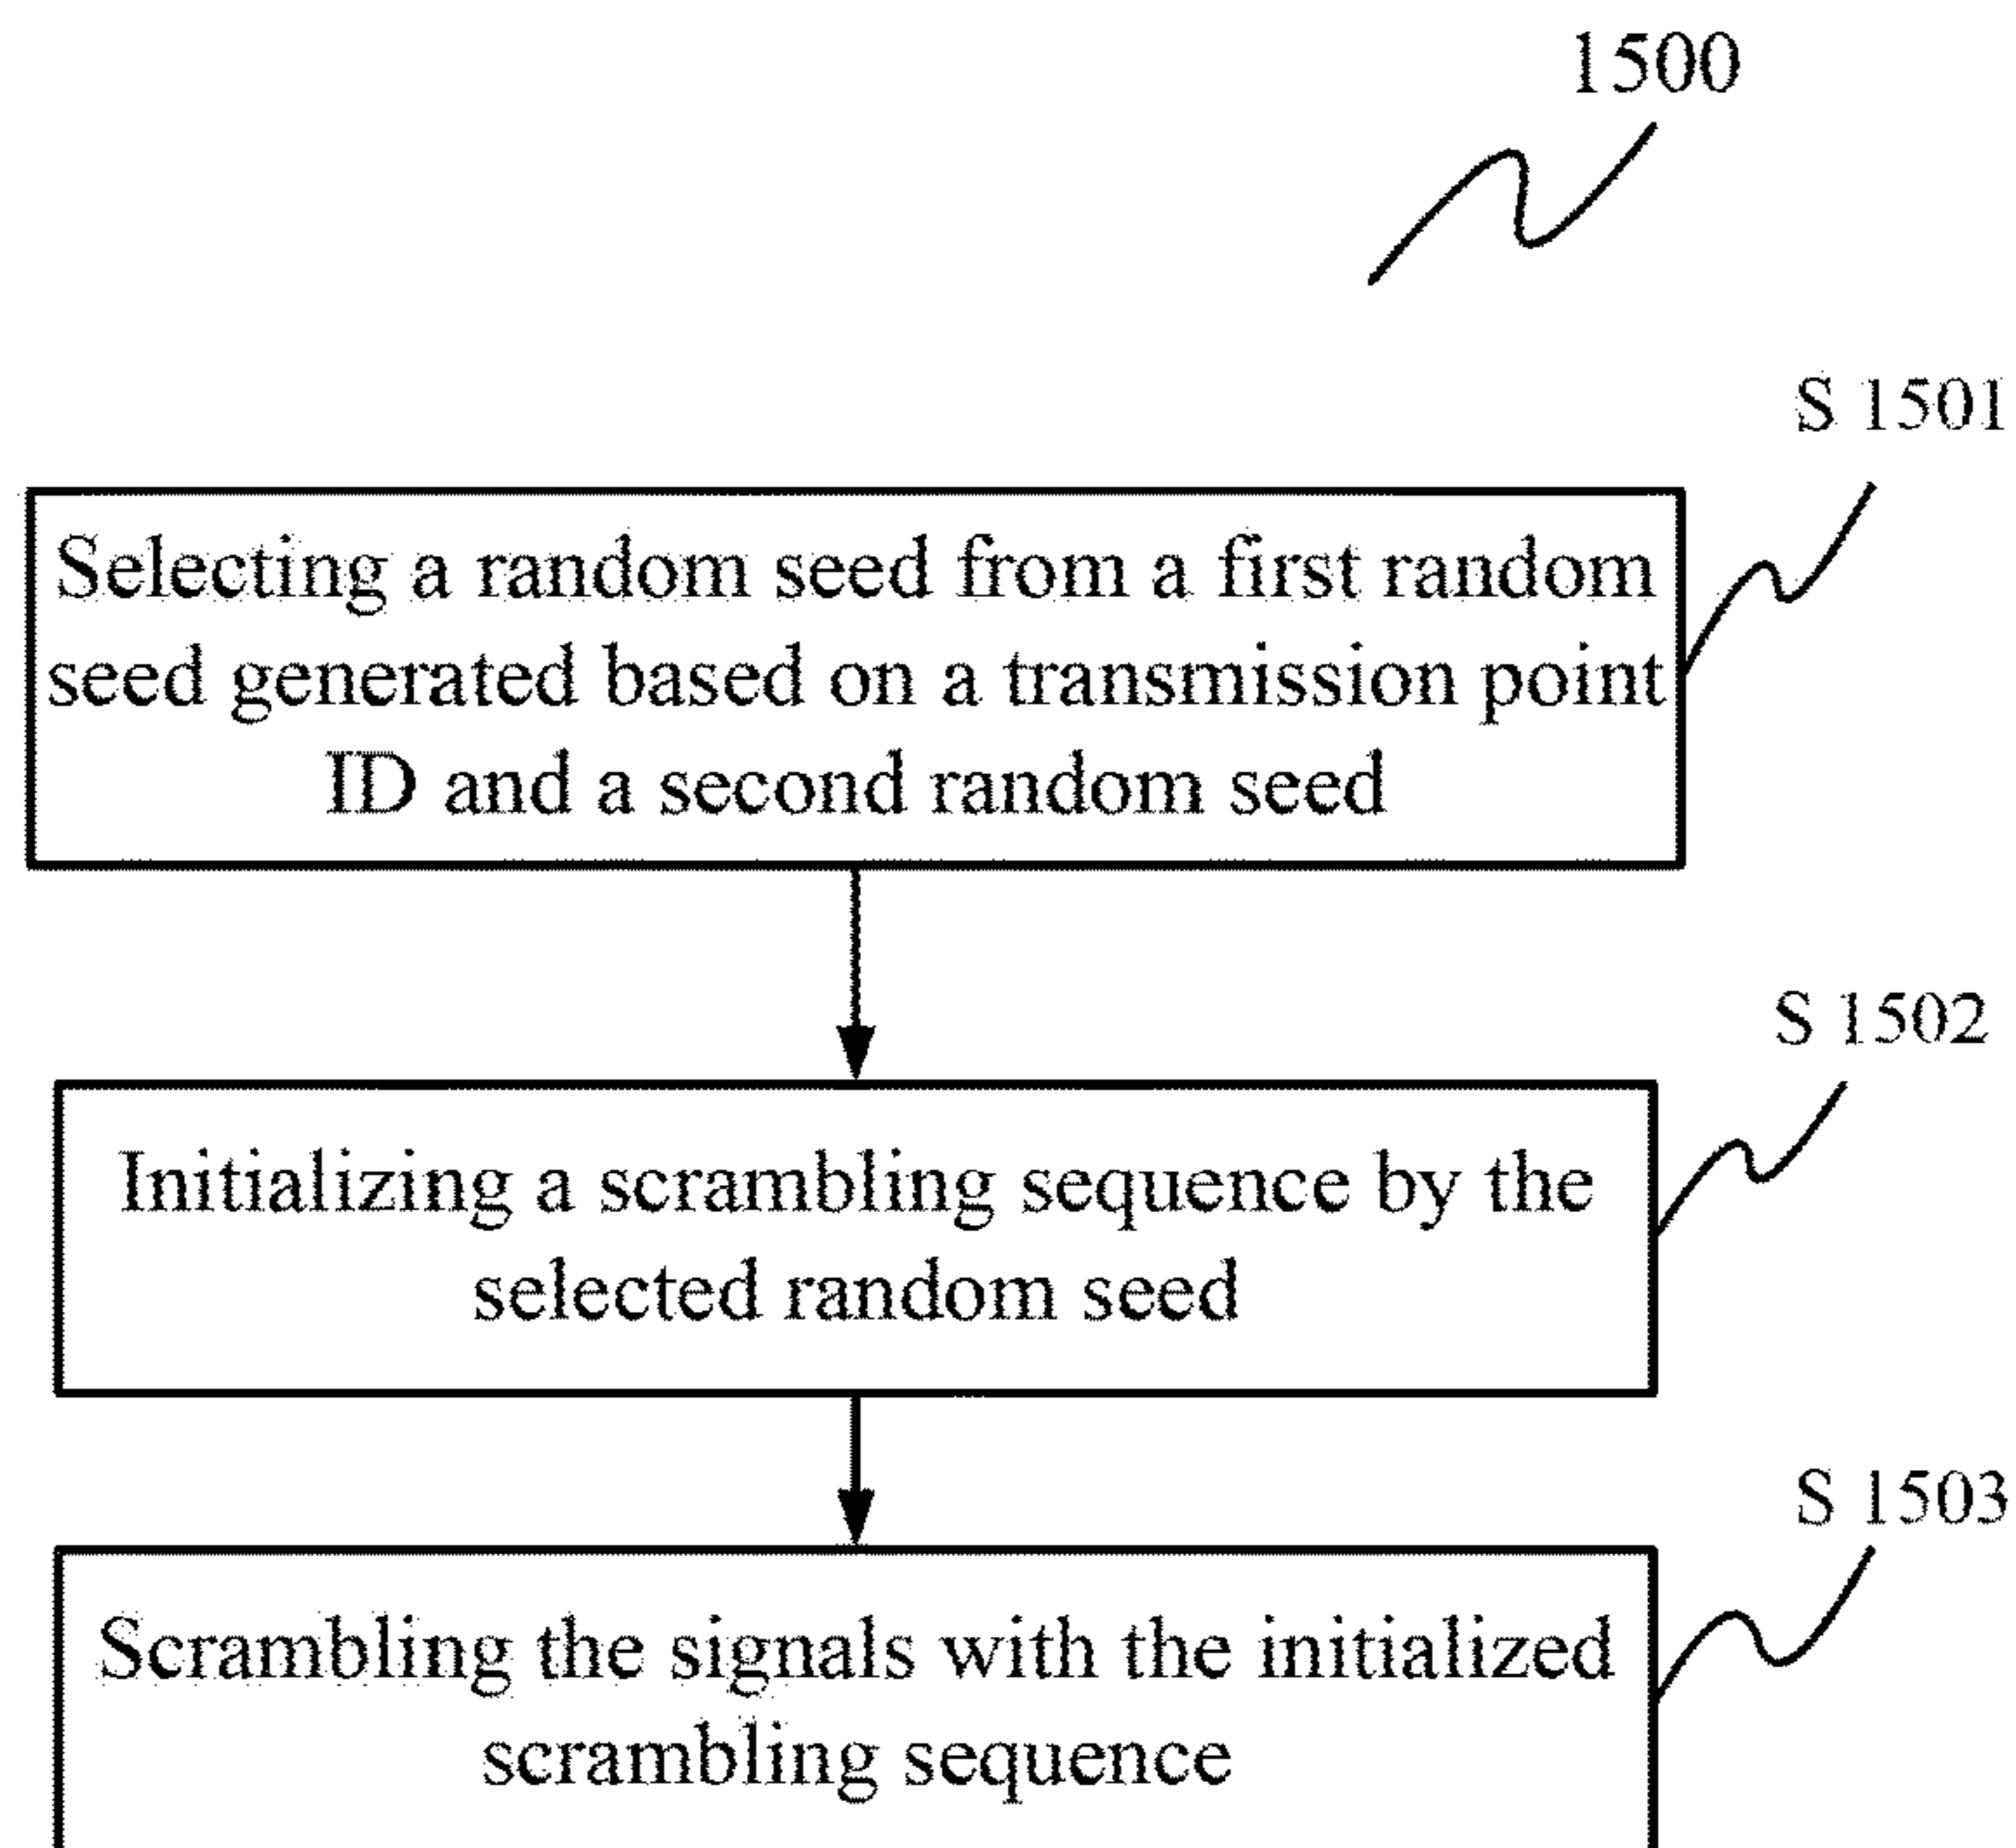 1500
S 1501
Selecting a random seed from a first random
seed generated based on a transmission point
ID and a second random seed
S 1502
Initializing a scrambling sequence by the
selected random seed
S 1503
Scrambling the signals with the initialized
scrambling sequence